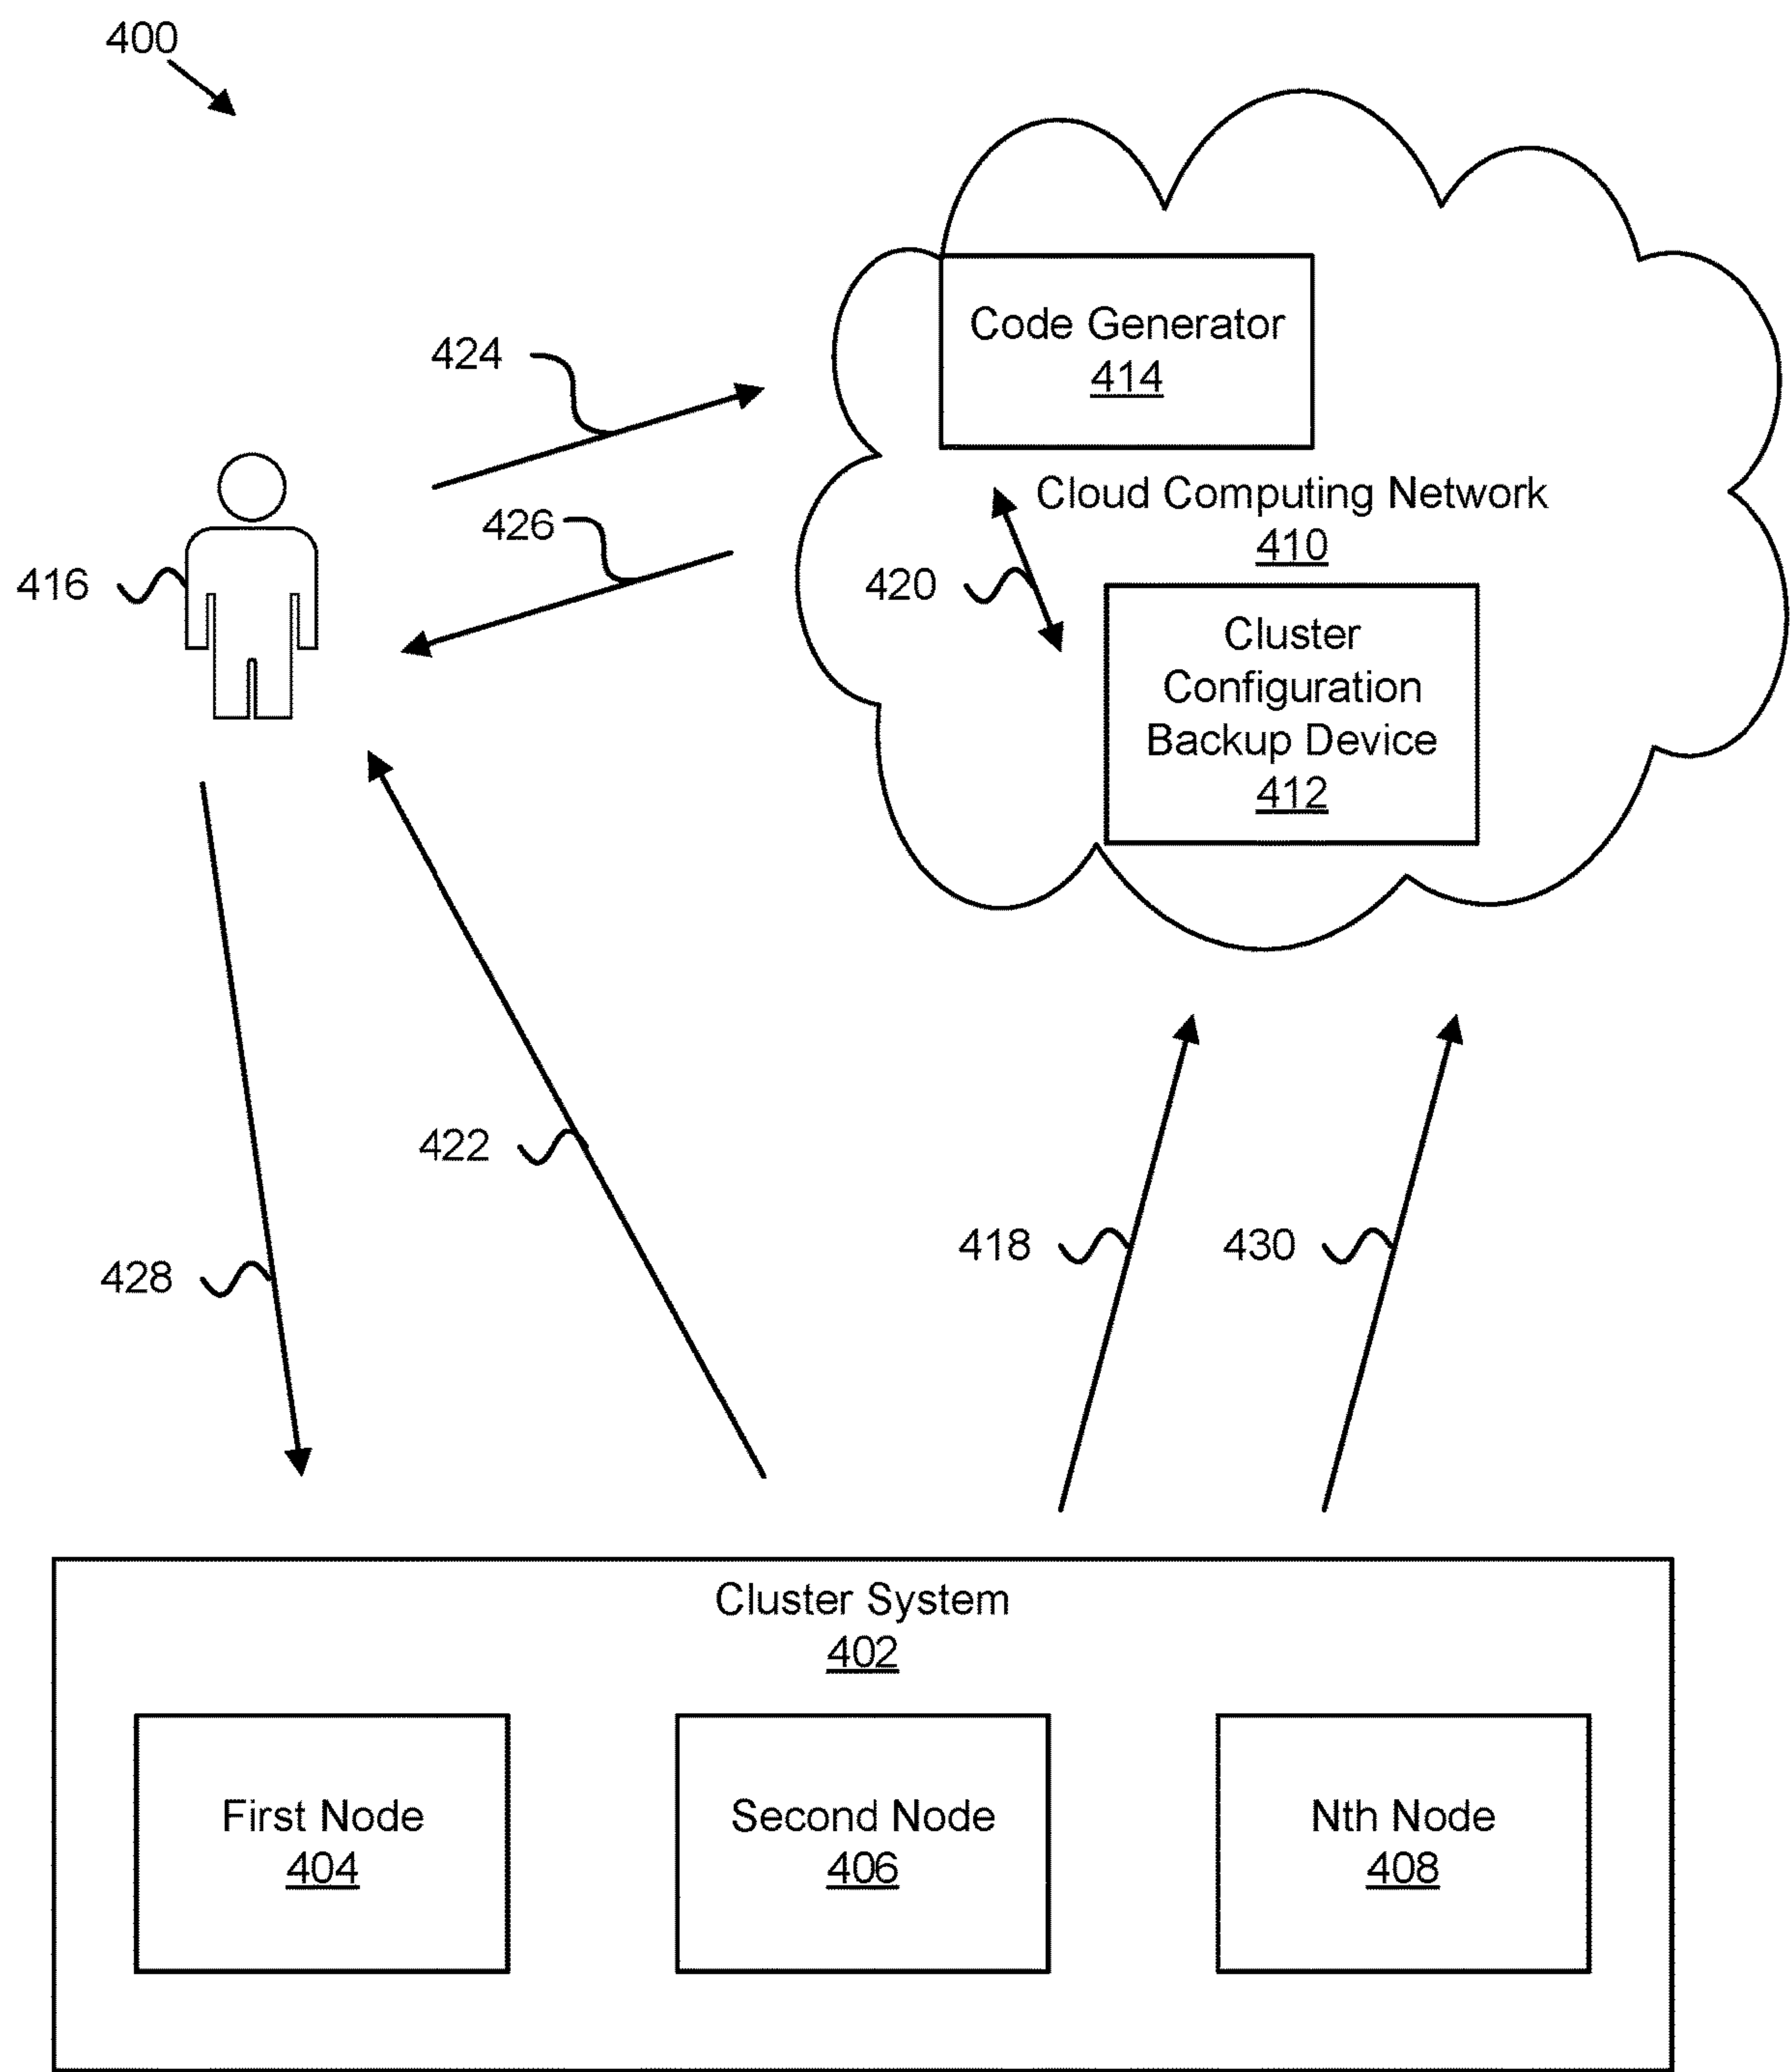 400
Code Generator
414
424
Cloud Computing Network
410
426
416
420
Cluster
Configuration
Backup Device
412
422
418
430
428
Cluster System
402
First Node
404
Second Node
406
Nth Node
408